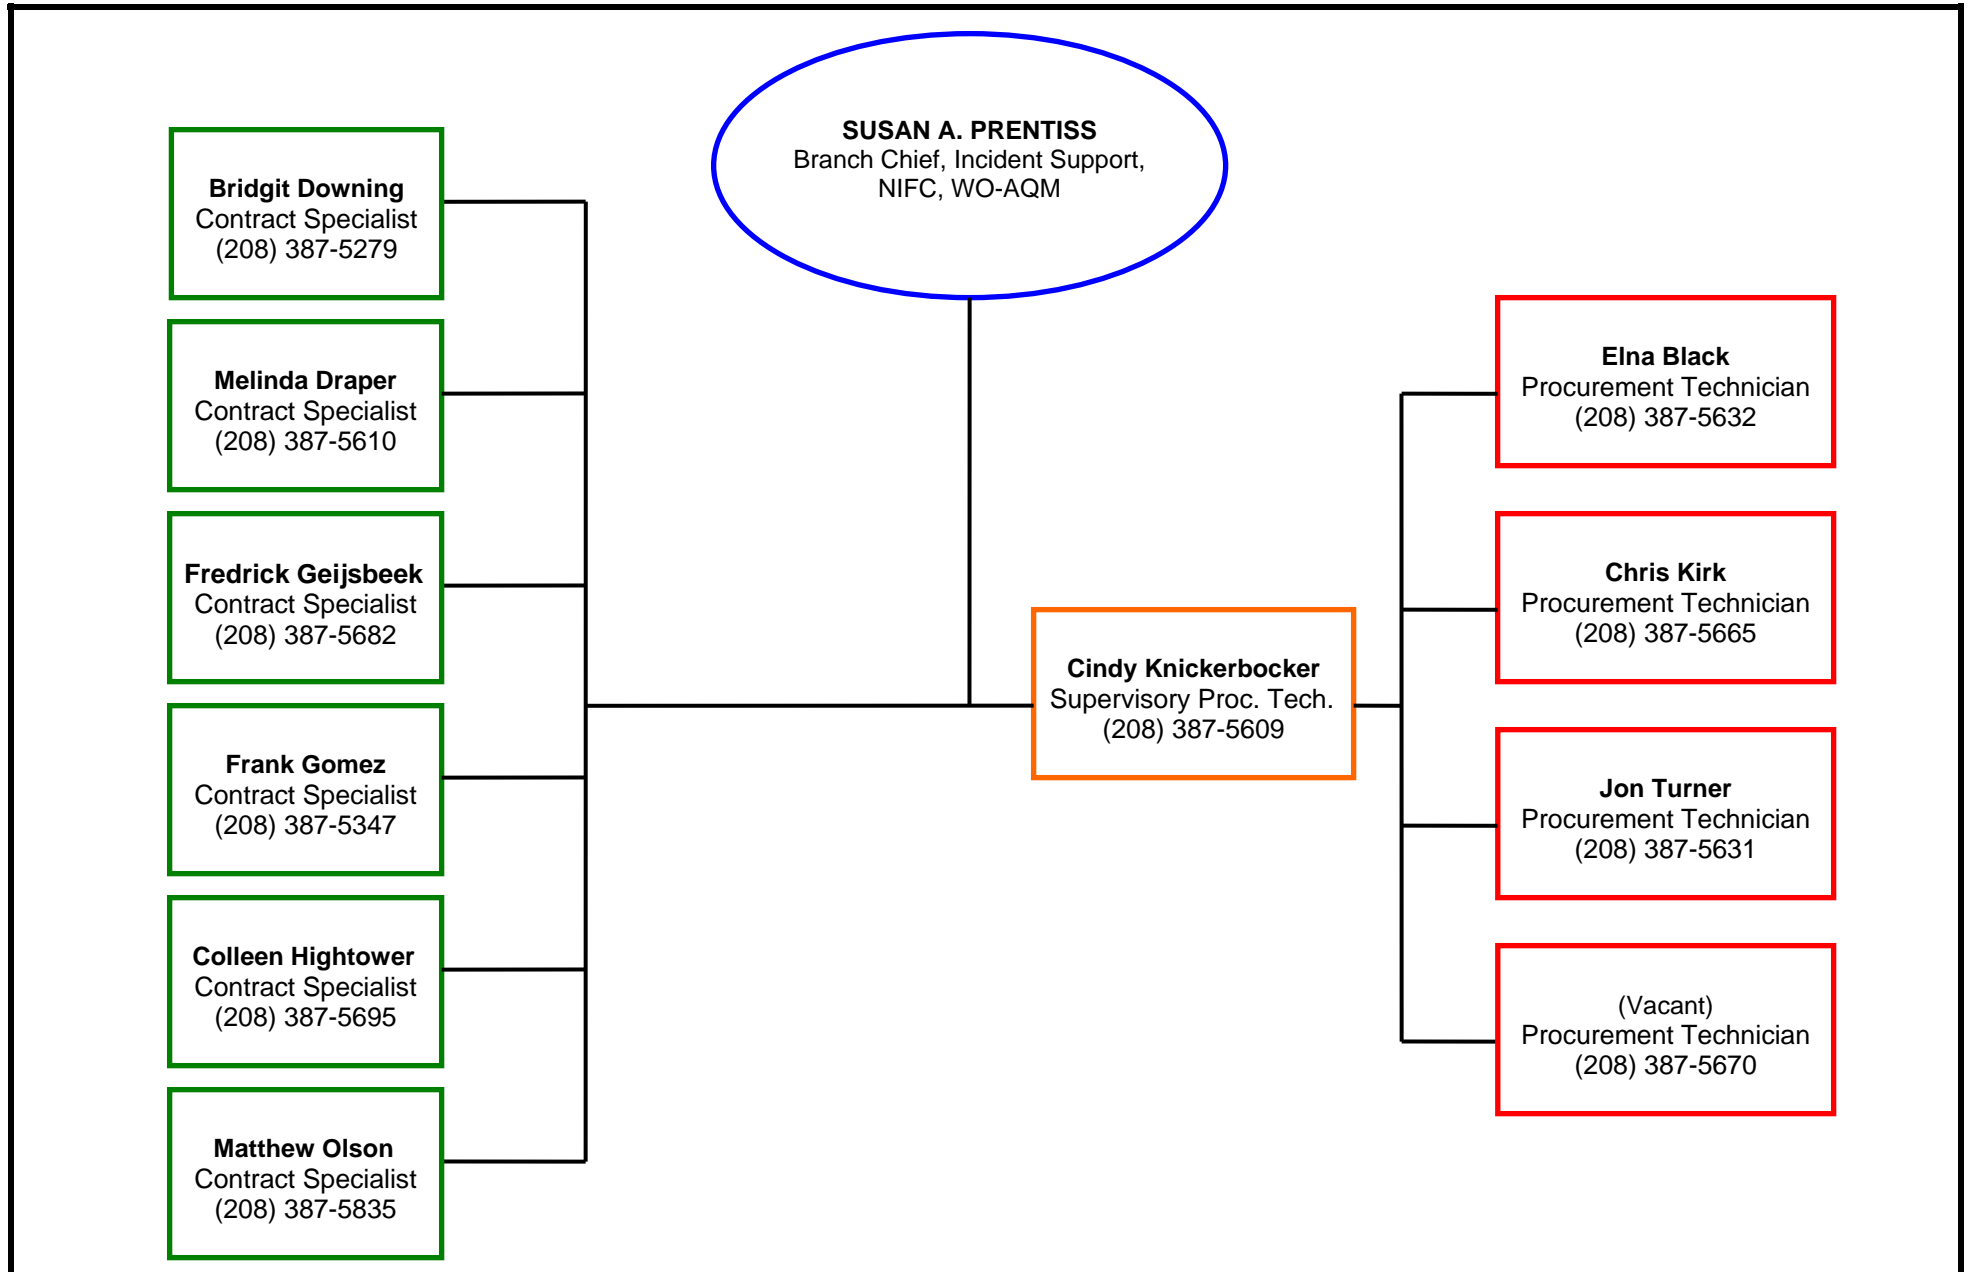 SUSAN A. PRENTISS
Branch Chief, Incident Support,
NIFC, WO-AQM
Bridgit Downing
Contract Specialist
(208) 387-5279
Melinda Draper
Contract Specialist
(208) 387-5610
Fredrick Geijsbeek
Contract Specialist
(208) 387-5682
Frank Gomez
Contract Specialist
(208) 387-5347
Colleen Hightower
Contract Specialist
(208) 387-5695
Matthew Olson
Contract Specialist
(208) 387-5835
Cindy Knickerbocker
Supervisory Proc. Tech.
(208) 387-5609
Elna Black
Procurement Technician
(208) 387-5632
Chris Kirk
Procurement Technician
(208) 387-5665
Jon Turner
Procurement Technician
(208) 387-5631
(Vacant)
Procurement Technician
(208) 387-5670